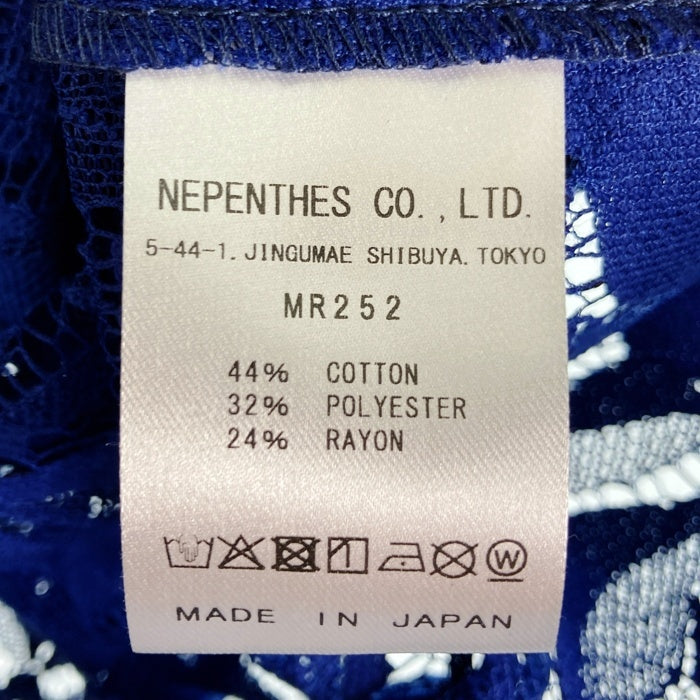 NEPENTHES CO., LTD.
5-44-1. JINGUMAE SHIBUYA. TOKYO
MR252
44% COTTON
32% POLYESTER
24% RAYON
W
MADE IN JAPAN